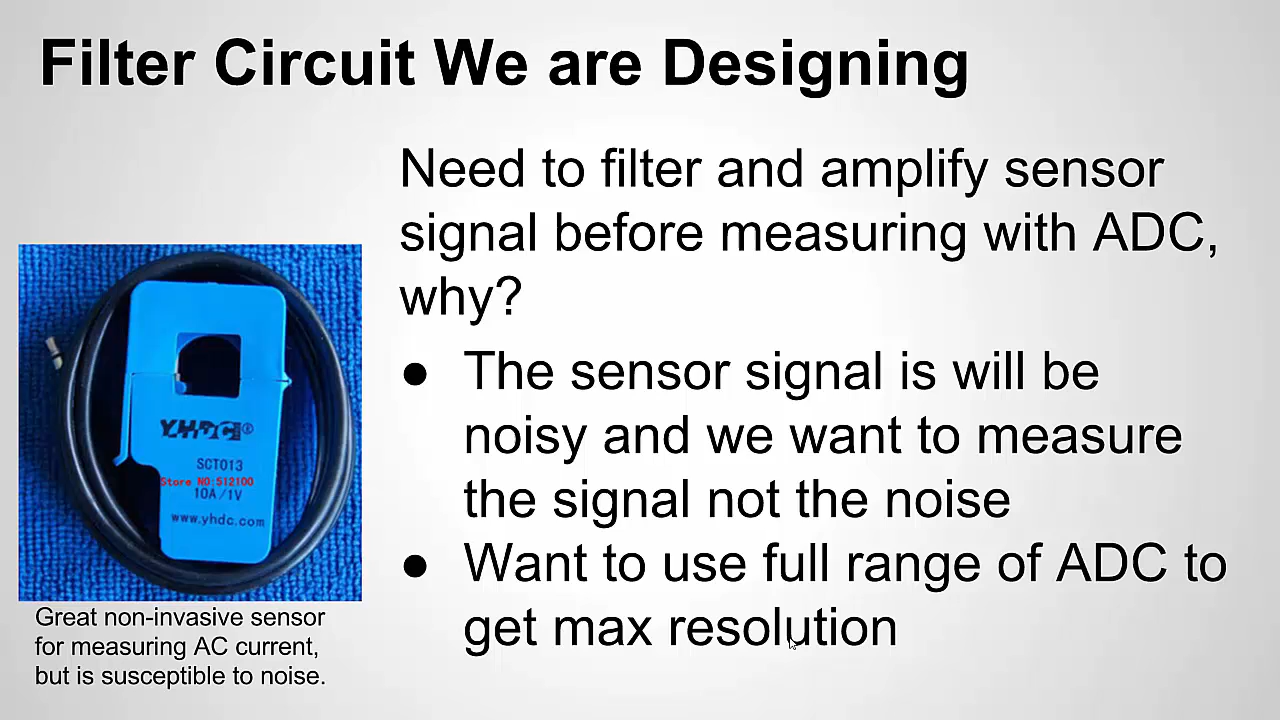 Filter Circuit We are Designing
Need to filter and amplify sensor
signal before measuring with ADC,
why?
● The sensor signal is will be
noisy and we want to measure
the signal not the noise
● Want to use full range of ADC to
get max resolution
YHDC®
SCT013
Store NO:512100
10A/1V
www.yhdc.com
Great non-invasive sensor
for measuring AC current,
but is susceptible to noise.